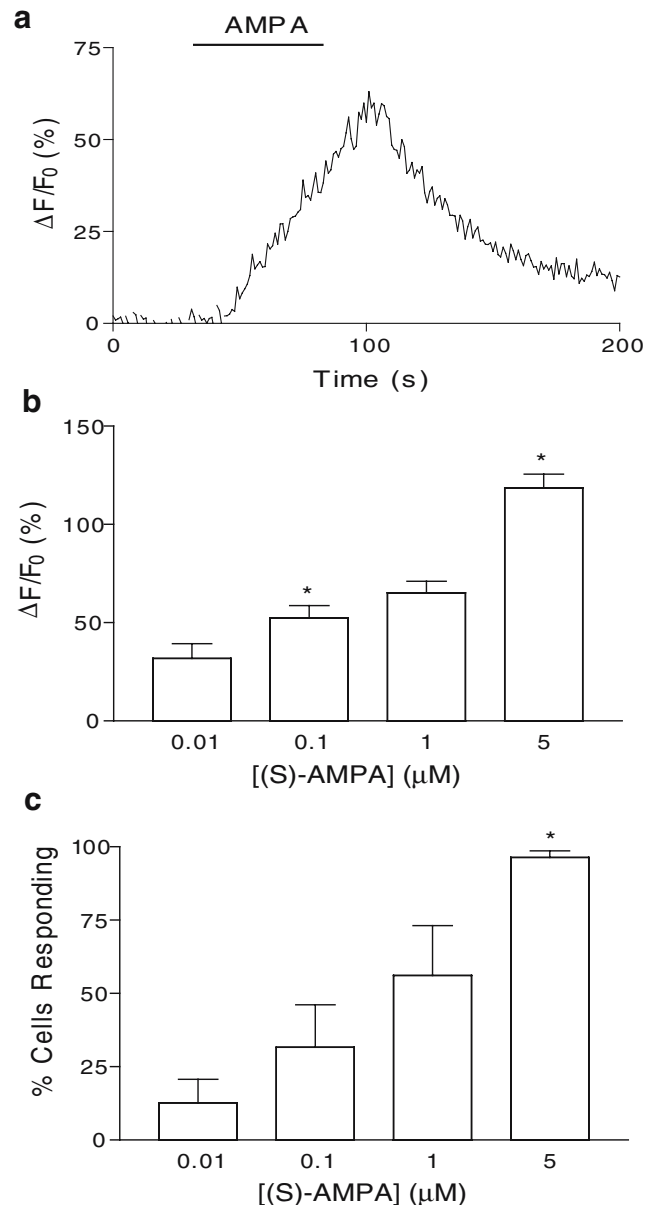 a
AMPA
75
50
25
0
ΔF/F₀ (%)
0 100 200
Time (s)
b
150
100
50
0
ΔF/F₀ (%)
*
*
0.01 0.1 1 5
[(S)-AMPA] (μM)
c
100
75
50
25
0
% Cells Responding
*
0.01 0.1 1 5
[(S)-AMPA] (μM)